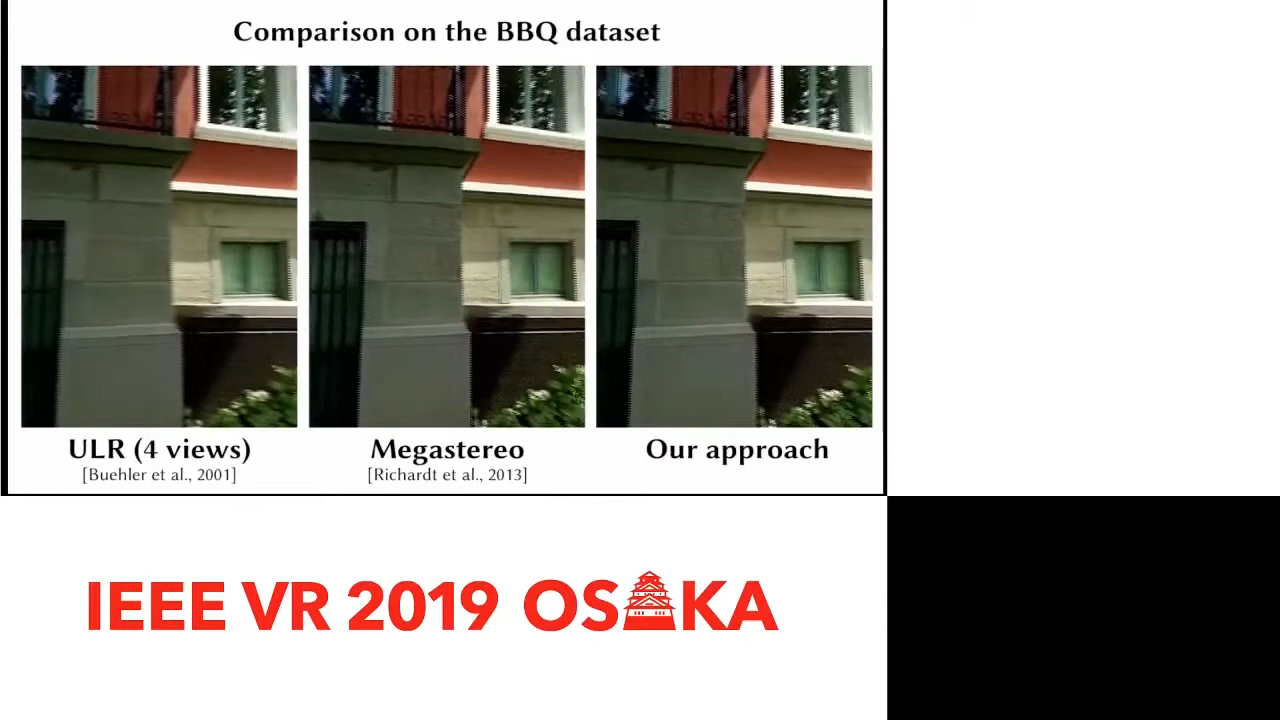 Comparison on the BBQ dataset
ULR (4 views)
[Buehler et al., 2001]
Megastereo
[Richardt et al., 2013]
Our approach
IEEE VR 2019 OSAKA